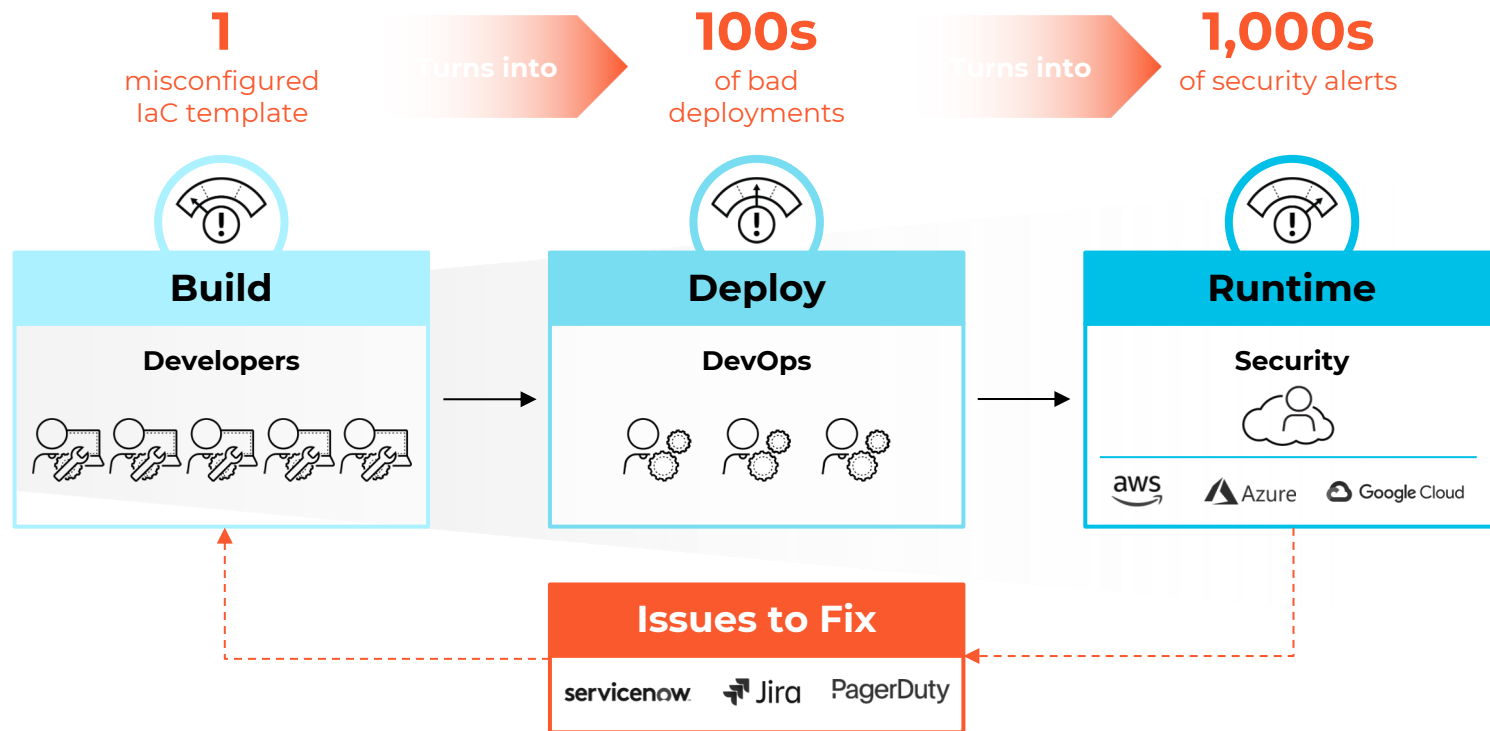 1
misconfigured
IaC template
Turns into
100s
of bad
deployments
Turns into
1,000s
of security alerts
Build
Developers
Deploy
DevOps
Runtime
Security
aws
Azure
Google Cloud
Issues to Fix
servicenow
Jira
PagerDuty